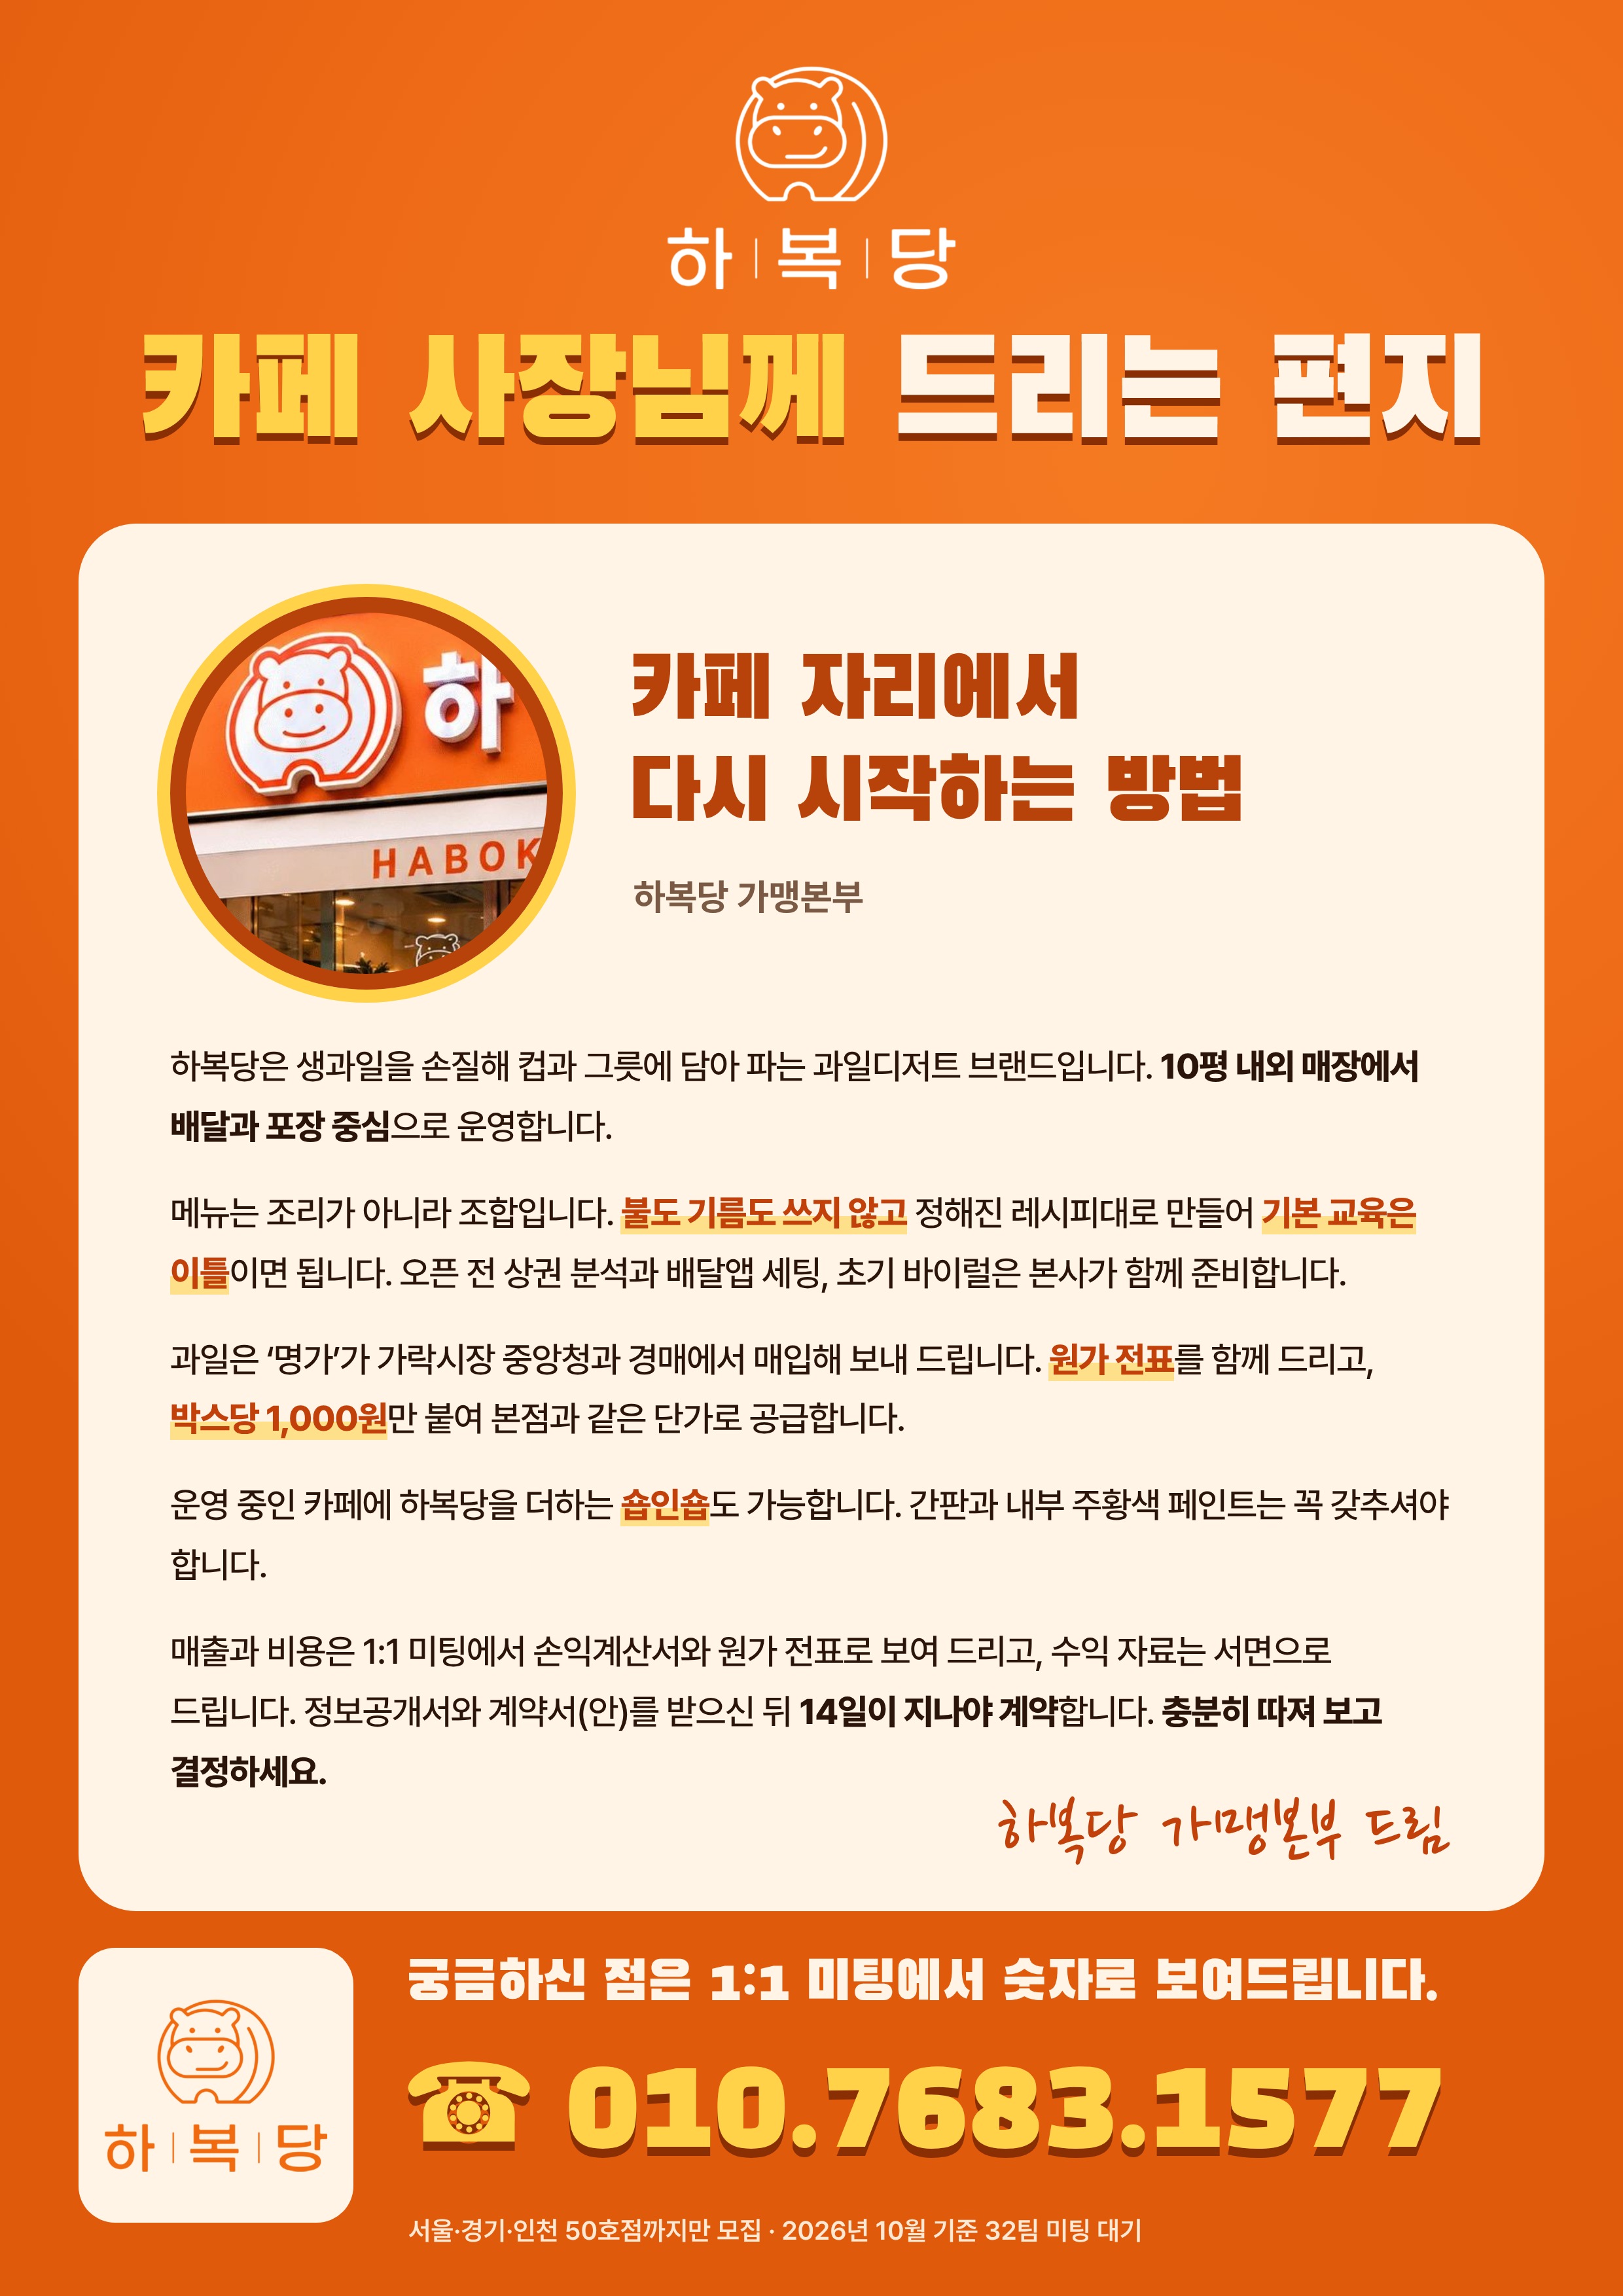 하복당
카페 사장님께 드리는 편지
하
HABOK
카페 자리에서
다시 시작하는 방법
하복당 가맹본부
하복당은 생과일을 손질해 컵과 그릇에 담아 파는 과일디저트 브랜드입니다. 10평 내외 매장에서
배달과 포장 중심으로 운영합니다.
메뉴는 조리가 아니라 조합입니다. 불도 기름도 쓰지 않고 정해진 레시피대로 만들어 기본 교육은
이틀이면 됩니다. 오픈 전 상권 분석과 배달앱 세팅, 초기 바이럴은 본사가 함께 준비합니다.
과일은 ‘명가’가 가락시장 중앙청과 경매에서 매입해 보내 드립니다. 원가 전표를 함께 드리고,
박스당 1,000원만 붙여 본점과 같은 단가로 공급합니다.
운영 중인 카페에 하복당을 더하는 숍인숍도 가능합니다. 간판과 내부 주황색 페인트는 꼭 갖추셔야
합니다.
매출과 비용은 1:1 미팅에서 손익계산서와 원가 전표로 보여 드리고, 수익 자료는 서면으로
드립니다. 정보공개서와 계약서(안)를 받으신 뒤 14일이 지나야 계약합니다. 충분히 따져 보고
결정하세요.
하복당 가맹본부 드림
하복당
궁금하신 점은 1:1 미팅에서 숫자로 보여드립니다.
☎ 010.7683.1577
서울·경기·인천 50호점까지만 모집 · 2026년 10월 기준 32팀 미팅 대기